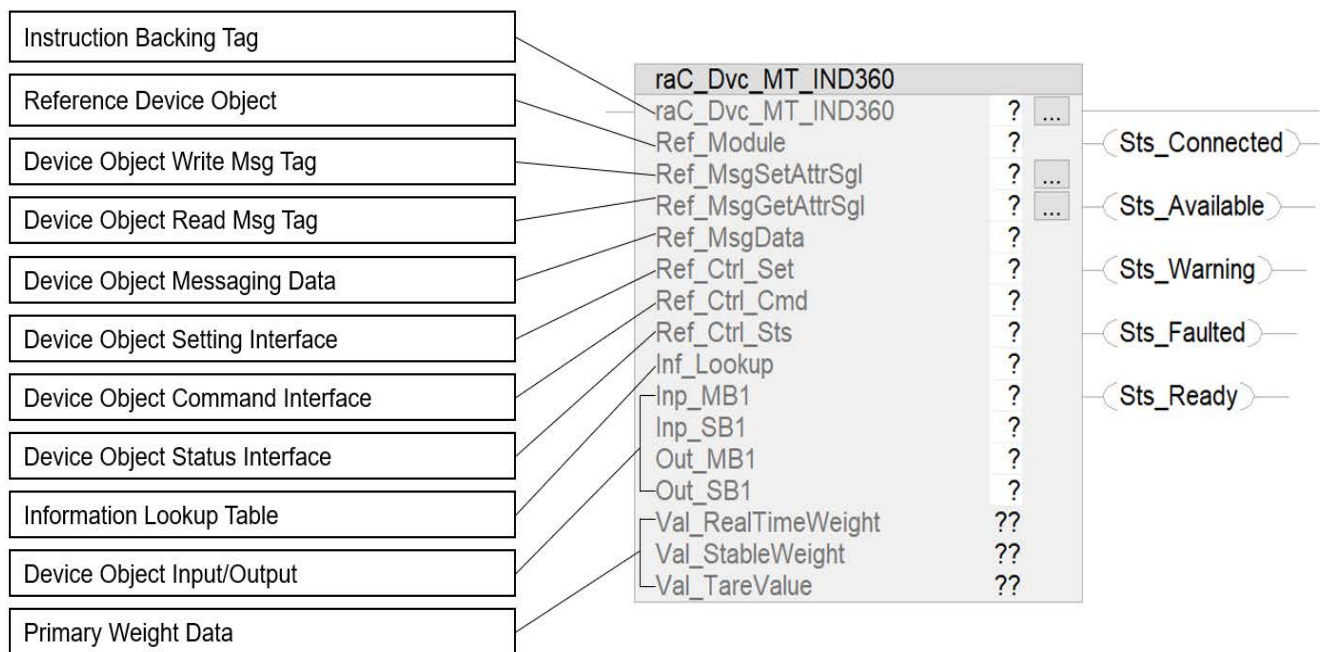 Instruction Backing Tag
Reference Device Object
Device Object Write Msg Tag
Device Object Read Msg Tag
Device Object Messaging Data
Device Object Setting Interface
Device Object Command Interface
Device Object Status Interface
Information Lookup Table
Device Object Input/Output
Primary Weight Data
raC_Dvc_MT_IND360
raC_Dvc_MT_IND360 ? ...
Ref_Module ? Sts_Connected
Ref_MsgSetAttrSgl ? ...
Ref_MsgGetAttrSgl ? ... Sts_Available
Ref_MsgData ?
Ref_Ctrl_Set ? Sts_Warning
Ref_Ctrl_Cmd ?
Ref_Ctrl_Sts ? Sts_Faulted
Inf_Lookup ?
Inp_MB1 ? Sts_Ready
Inp_SB1 ?
Out_MB1 ?
Out_SB1 ?
Val_RealTimeWeight ??
Val_StableWeight ??
Val_TareValue ??